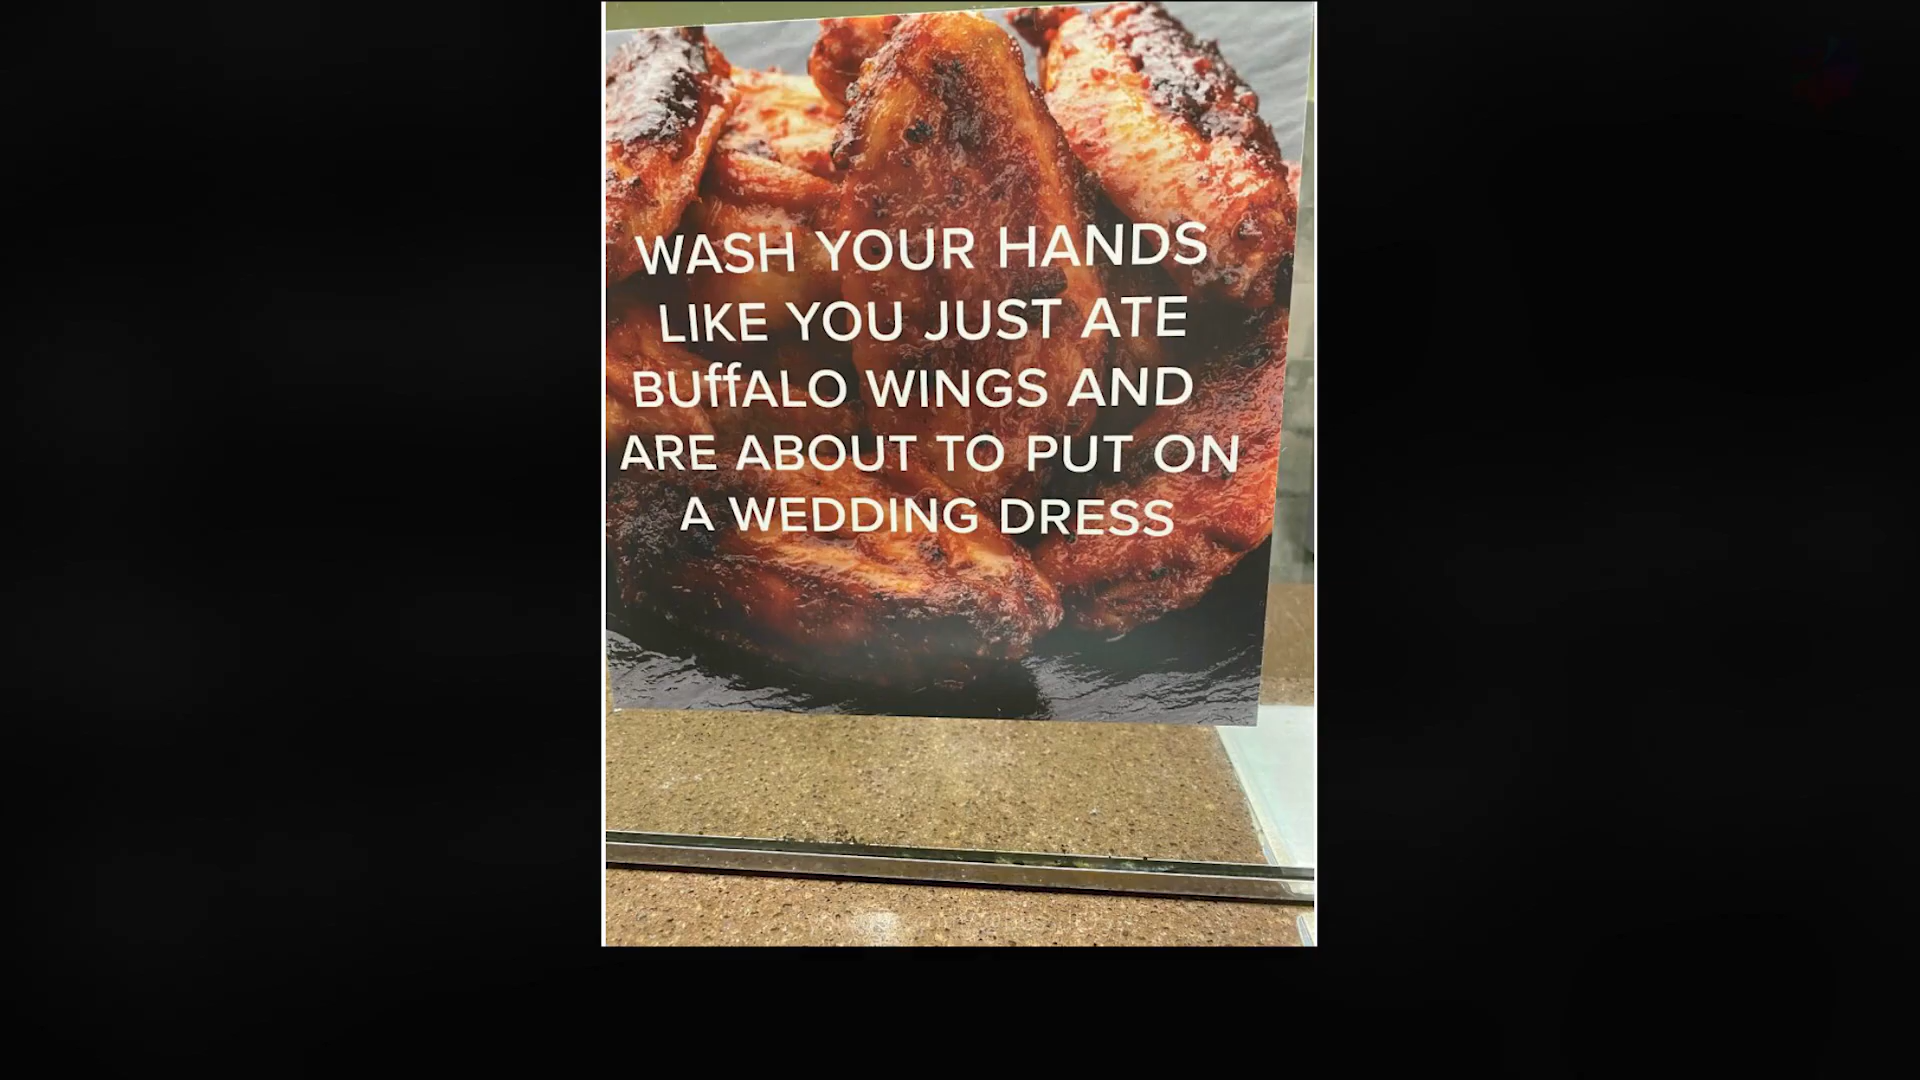 WASH YOUR HANDS
LIKE YOU JUST ATE
BUffALO WINGS AND
ARE ABOUT TO PUT ON
A WEDDING DRESS